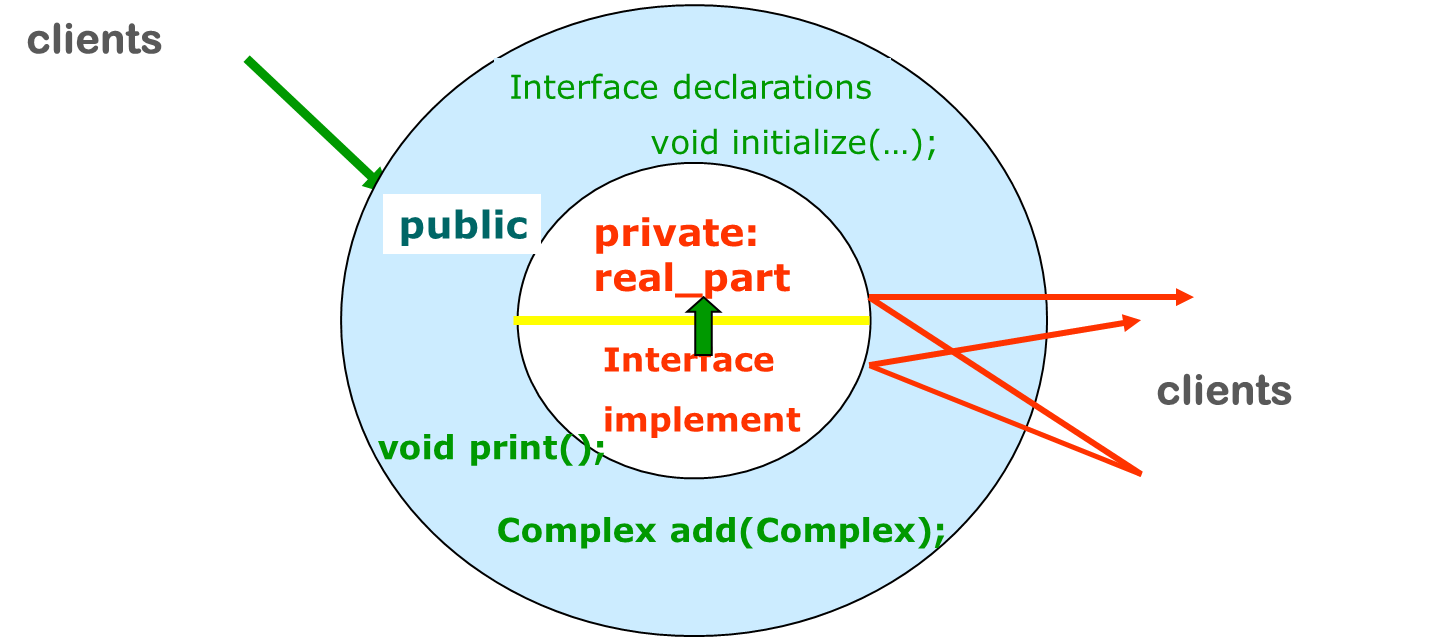 clients
Interface declarations
void initialize(…);
public
private:
real_part
Interface
implement
clients
void print();
Complex add(Complex);